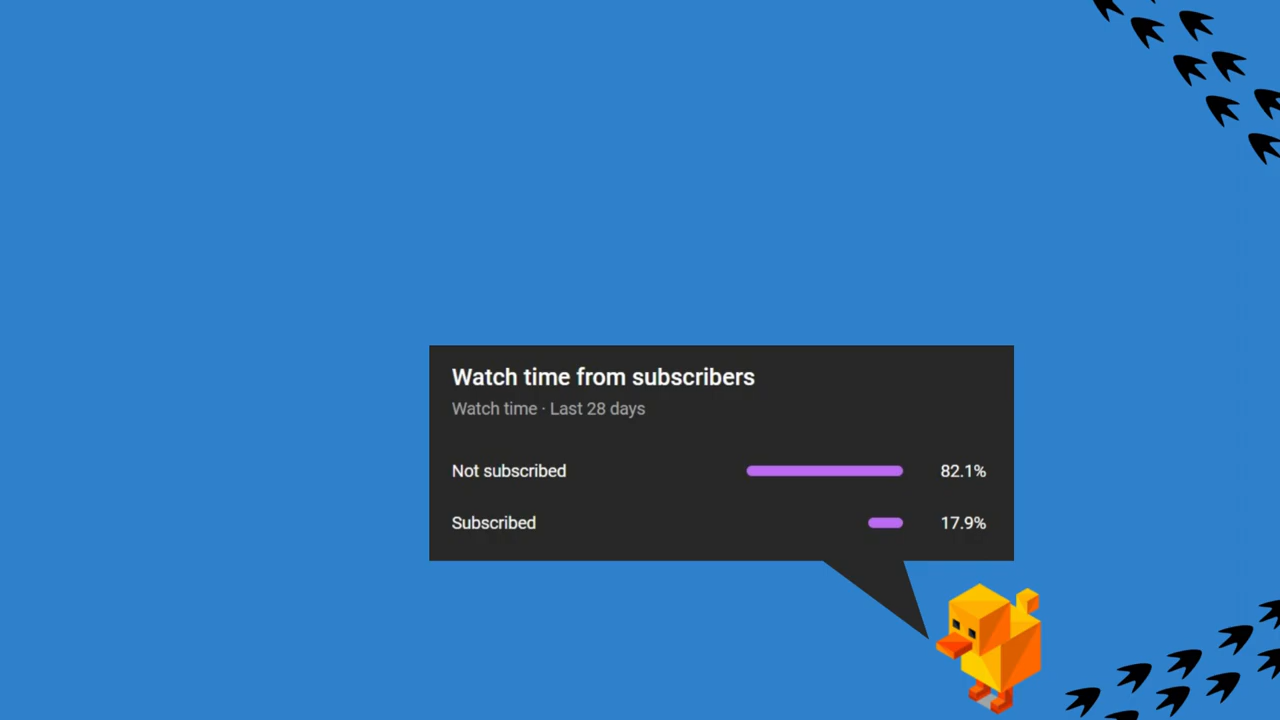 Watch time from subscribers
Watch time · Last 28 days
Not subscribed 82.1%
Subscribed 17.9%